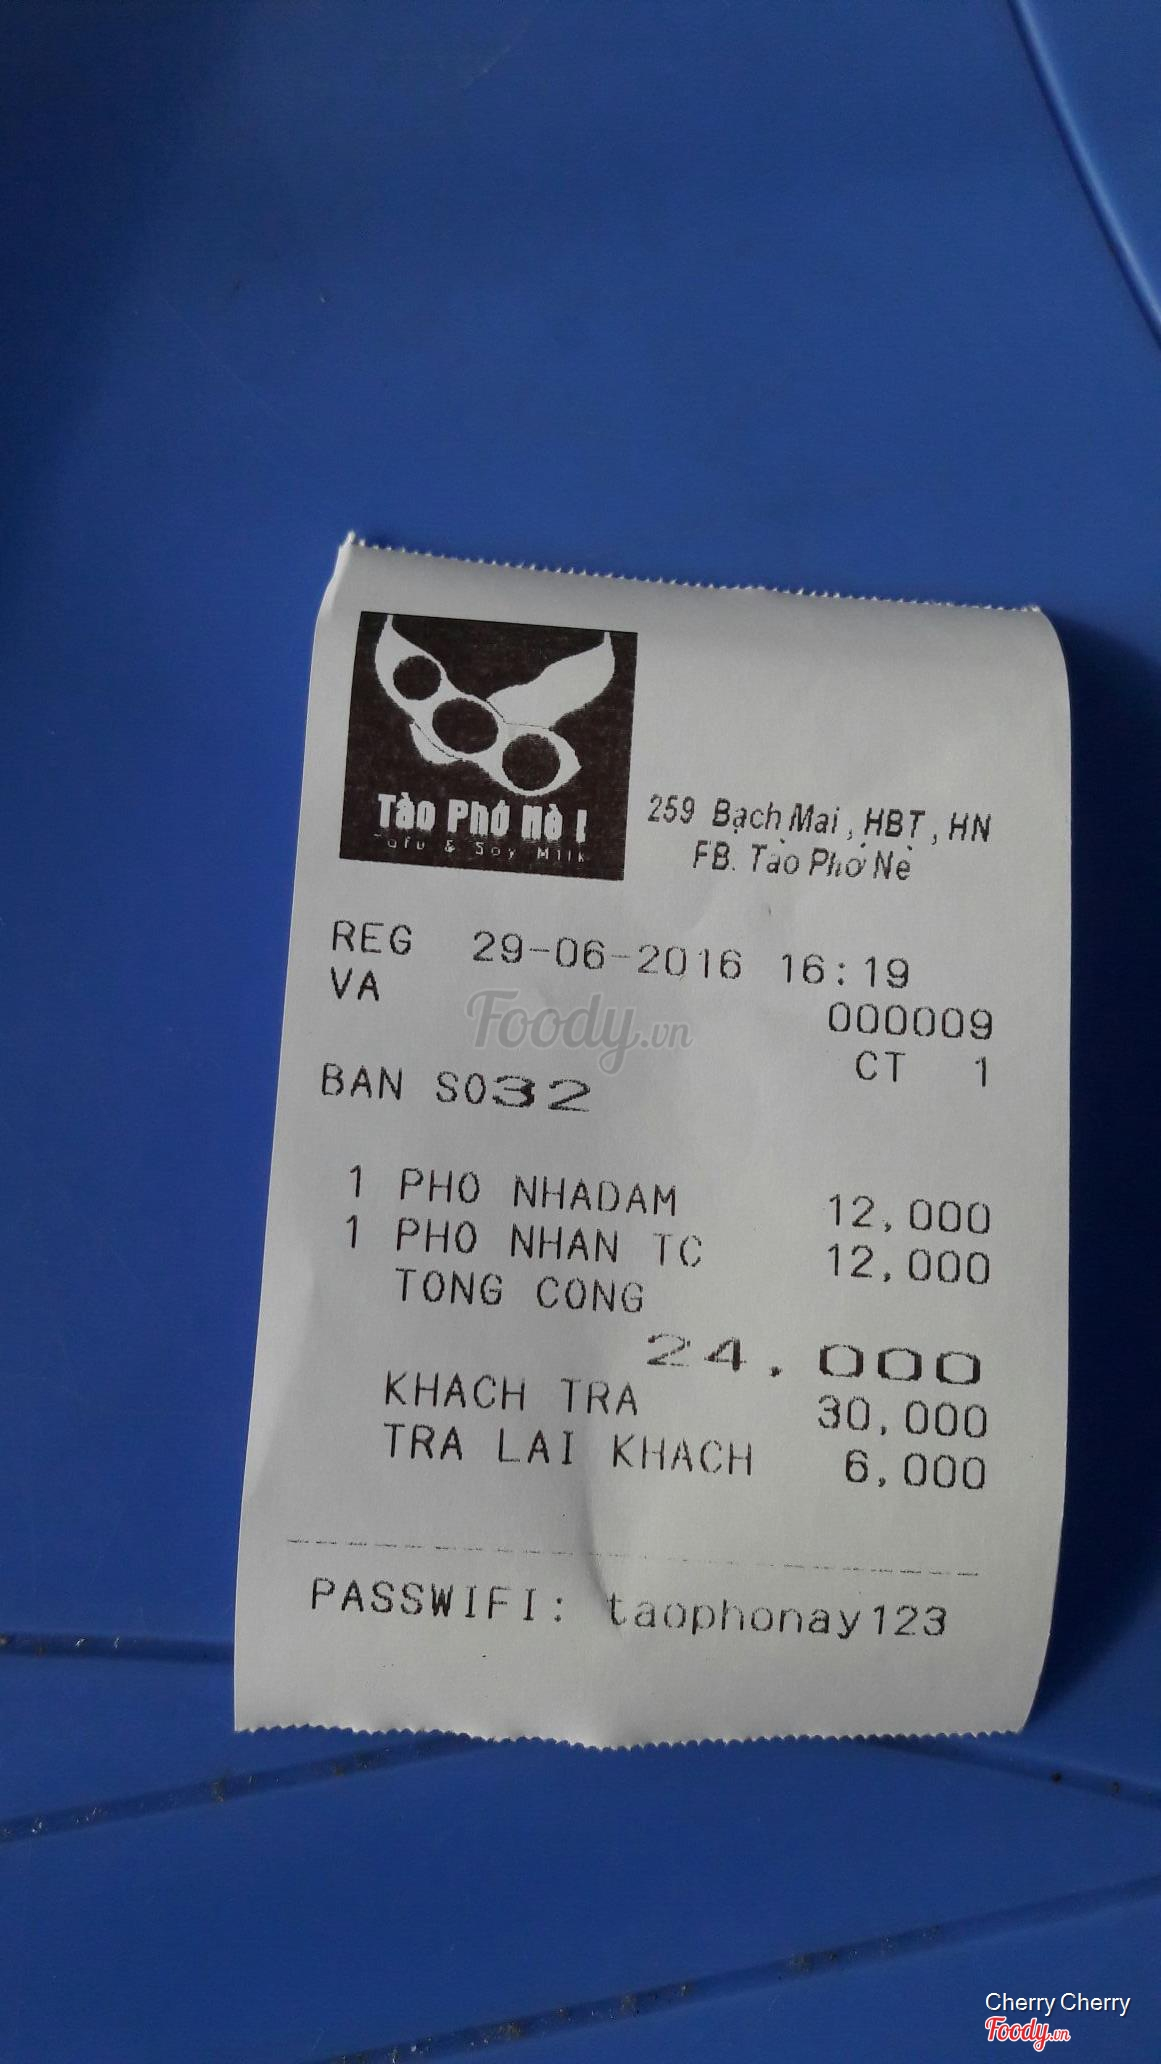 Tào Phớ Nè !
Tofu & Soy Milk
259 Bạch Mai , HBT , HN
FB. Tào Phớ Nè
REG 29-06-2016 16:19
VA 000009
CT 1
BAN SO32
1 PHO NHADAM 12,000
1 PHO NHAN TC 12,000
TONG CONG
24,000
KHACH TRA 30,000
TRA LAI KHACH 6,000
PASSWIFI: taophonay123
Foody.vn
Cherry Cherry
Foody.vn